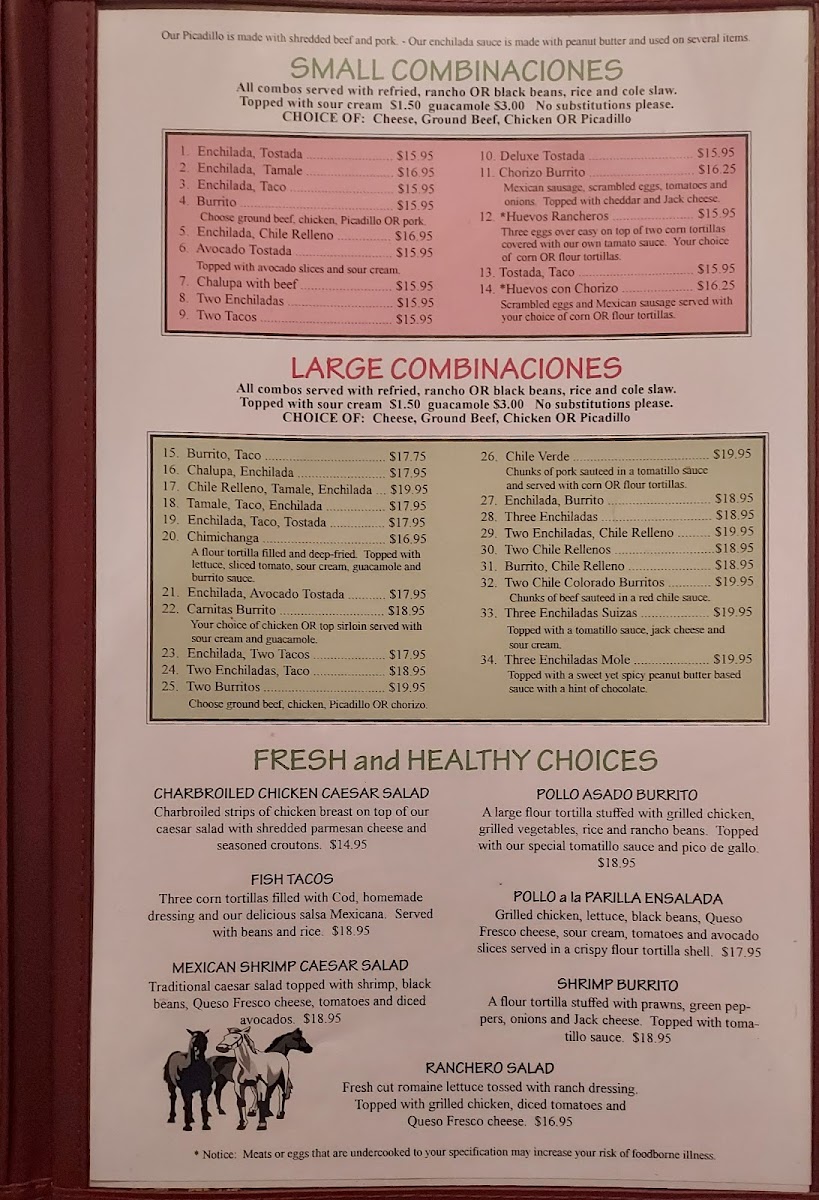 Our Picadillo is made with shredded beef and pork. - Our enchilada sauce is made with peanut butter and used on several items.
SMALL COMBINACIONES
All combos served with refried, rancho OR black beans, rice and cole slaw.
Topped with sour cream $1.50 guacamole $3.00 No substitutions please.
CHOICE OF: Cheese, Ground Beef, Chicken OR Picadillo
1. Enchilada, Tostada ........................ $15.95
2. Enchilada, Tamale ........................ $16.95
3. Enchilada, Taco ........................ $15.95
4. Burrito ........................ $15.95
Choose ground beef, chicken, Picadillo OR pork.
5. Enchilada, Chile Relleno ................ $16.95
6. Avocado Tostada ........................ $15.95
Topped with avocado slices and sour cream.
7. Chalupa with beef ........................ $15.95
8. Two Enchiladas ........................ $15.95
9. Two Tacos ........................ $15.95
10. Deluxe Tostada ........................ $15.95
11. Chorizo Burrito ........................ $16.25
Mexican sausage, scrambled eggs, tomatoes and
onions. Topped with cheddar and Jack cheese.
12. *Huevos Rancheros ........................ $15.95
Three eggs over easy on top of two corn tortillas
covered with our own tamato sauce. Your choice
of corn OR flour tortillas.
13. Tostada, Taco ........................ $15.95
14. *Huevos con Chorizo ........................ $16.25
Scrambled eggs and Mexican sausage served with
your choice of corn OR flour tortillas.
LARGE COMBINACIONES
All combos served with refried, rancho OR black beans, rice and cole slaw.
Topped with sour cream $1.50 guacamole $3.00 No substitutions please.
CHOICE OF: Cheese, Ground Beef, Chicken OR Picadillo
15. Burrito, Taco ........................ $17.75
16. Chalupa, Enchilada ........................ $17.95
17. Chile Relleno, Tamale, Enchilada ... $19.95
18. Tamale, Taco, Enchilada ................ $17.95
19. Enchilada, Taco, Tostada ............... $17.95
20. Chimichanga ........................ $16.95
A flour tortilla filled and deep-fried. Topped with
lettuce, sliced tomato, sour cream, guacamole and
burrito sauce.
21. Enchilada, Avocado Tostada .......... $17.95
22. Carnitas Burrito ........................ $18.95
Your choice of chicken OR top sirloin served with
sour cream and guacamole.
23. Enchilada, Two Tacos .................... $17.95
24. Two Enchiladas, Taco .................... $18.95
25. Two Burritos ........................ $19.95
Choose ground beef, chicken, Picadillo OR chorizo.
26. Chile Verde ........................ $19.95
Chunks of pork sauteed in a tomatillo sauce
and served with corn OR flour tortillas.
27. Enchilada, Burrito ........................ $18.95
28. Three Enchiladas ........................ $18.95
29. Two Enchiladas, Chile Relleno ........ $19.95
30. Two Chile Rellenos ........................ $18.95
31. Burrito, Chile Relleno .................... $18.95
32. Two Chile Colorado Burritos .......... $19.95
Chunks of beef sauteed in a red chile sauce.
33. Three Enchiladas Suizas ................ $19.95
Topped with a tomatillo sauce, jack cheese and
sour cream.
34. Three Enchiladas Mole .................. $19.95
Topped with a sweet yet spicy peanut butter based
sauce with a hint of chocolate.
FRESH and HEALTHY CHOICES
CHARBROILED CHICKEN CAESAR SALAD
Charbroiled strips of chicken breast on top of our
caesar salad with shredded parmesan cheese and
seasoned croutons. $14.95
FISH TACOS
Three corn tortillas filled with Cod, homemade
dressing and our delicious salsa Mexicana. Served
with beans and rice. $18.95
MEXICAN SHRIMP CAESAR SALAD
Traditional caesar salad topped with shrimp, black
beans, Queso Fresco cheese, tomatoes and diced
avocados. $18.95
POLLO ASADO BURRITO
A large flour tortilla stuffed with grilled chicken,
grilled vegetables, rice and rancho beans. Topped
with our special tomatillo sauce and pico de gallo.
$18.95
POLLO a la PARILLA ENSALADA
Grilled chicken, lettuce, black beans, Queso
Fresco cheese, sour cream, tomatoes and avocado
slices served in a crispy flour tortilla shell. $17.95
SHRIMP BURRITO
A flour tortilla stuffed with prawns, green pep-
pers, onions and Jack cheese. Topped with toma-
tillo sauce. $18.95
RANCHERO SALAD
Fresh cut romaine lettuce tossed with ranch dressing.
Topped with grilled chicken, diced tomatoes and
Queso Fresco cheese. $16.95
* Notice: Meats or eggs that are undercooked to your specification may increase your risk of foodborne illness.